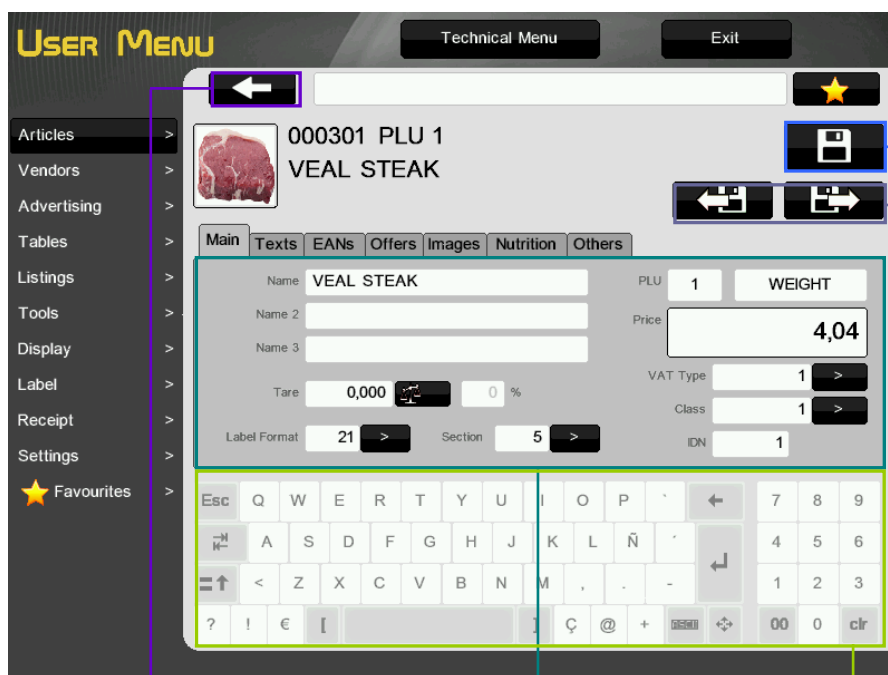 USER MENU
Technical Menu
Exit
Articles >
Vendors >
Advertising >
Tables >
Listings >
Tools >
Display >
Label >
Receipt >
Settings >
Favourites >
000301 PLU 1
VEAL STEAK
Main Texts EANs Offers Images Nutrition Others
Name VEAL STEAK PLU 1 WEIGHT
Name 2
Price 4,04
Name 3
VAT Type 1 >
Tare 0,000 0 %
Class 1 >
Label Format 21 > Section 5 >
IDN 1
Esc Q W E R T Y U I O P ` 7 8 9
A S D F G H J K L Ñ ´ 4 5 6
< Z X C V B N M , . - 1 2 3
? ! € [ ] Ç @ + 00 0 clr